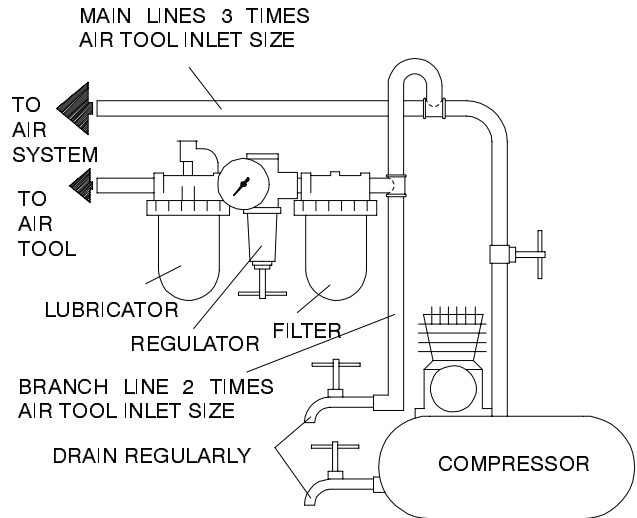 MAIN LINES 3 TIMES
AIR TOOL INLET SIZE
TO
AIR
SYSTEM
TO
AIR
TOOL
LUBRICATOR
REGULATOR
FILTER
BRANCH LINE 2 TIMES
AIR TOOL INLET SIZE
DRAIN REGULARLY
COMPRESSOR